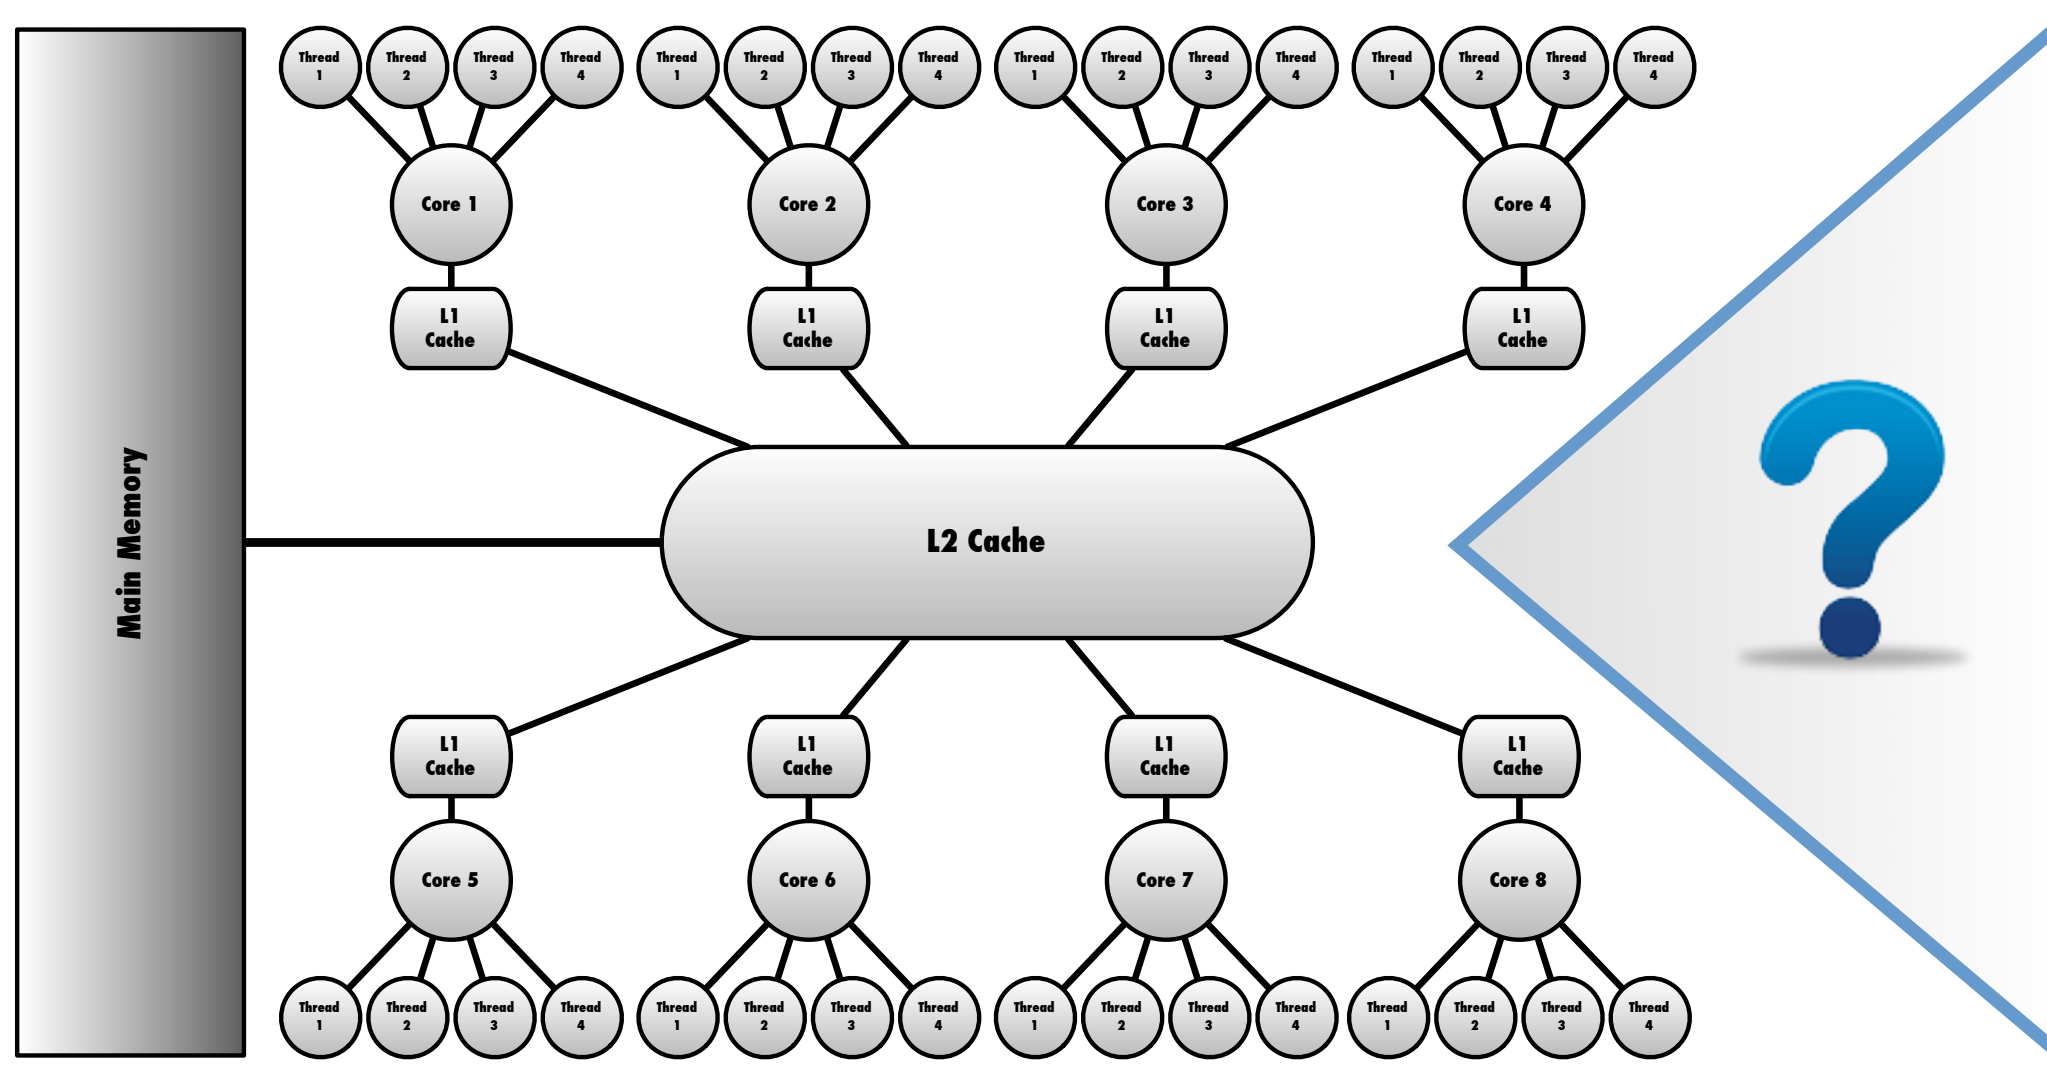 Main Memory
Thread
1
Thread
2
Thread
3
Thread
4
Thread
1
Thread
2
Thread
3
Thread
4
Thread
1
Thread
2
Thread
3
Thread
4
Thread
1
Thread
2
Thread
3
Thread
4
Core 1
Core 2
Core 3
Core 4
L1
Cache
L1
Cache
L1
Cache
L1
Cache
L2 Cache
?
L1
Cache
L1
Cache
L1
Cache
L1
Cache
Core 5
Core 6
Core 7
Core 8
Thread
1
Thread
2
Thread
3
Thread
4
Thread
1
Thread
2
Thread
3
Thread
4
Thread
1
Thread
2
Thread
3
Thread
4
Thread
1
Thread
2
Thread
3
Thread
4